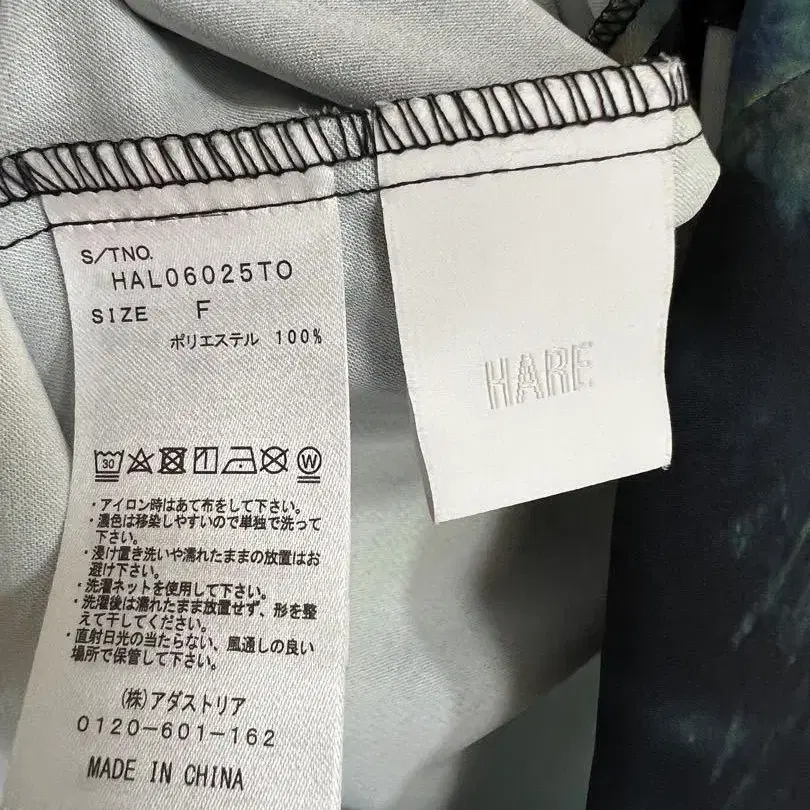 S/TNO.
HAL06025TO
SIZE F
ポリエステル 100%
30
W
・アイロン時はあて布をして下さい。
・濃色は移染しやすいので単独で洗って
下さい。
・浸け置き洗いや濡れたままの放置はお
避け下さい。
・洗濯ネットを使用して下さい。
・洗濯後は濡れたまま放置せず、形を整
えて干してください。
・直射日光の当たらない、風通しの良い
場所で保管して下さい。
(株)アダストリア
0120-601-162
MADE IN CHINA
HARE